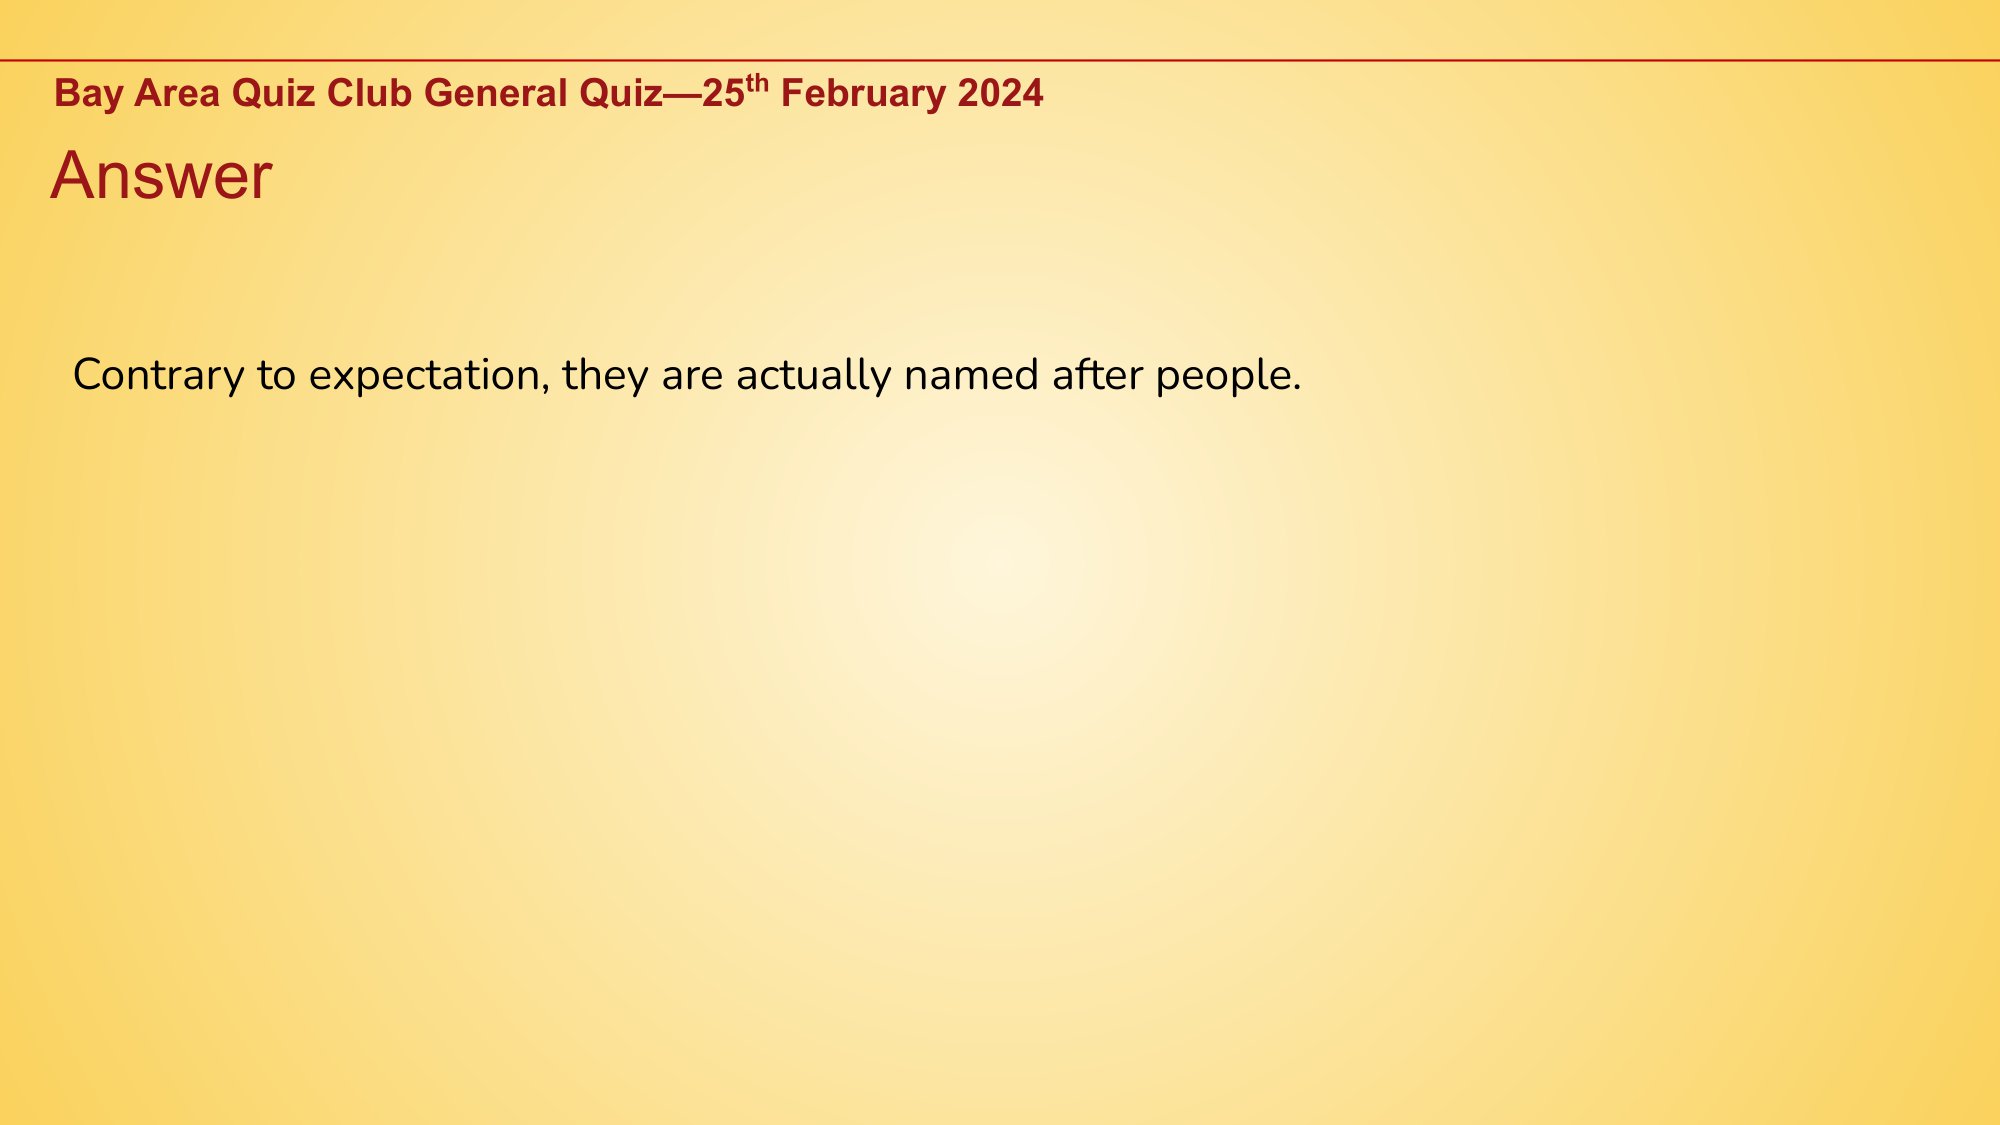 Bay Area Quiz Club General Quiz—25th February 2024
Answer
Contrary to expectation, they are actually named after people.